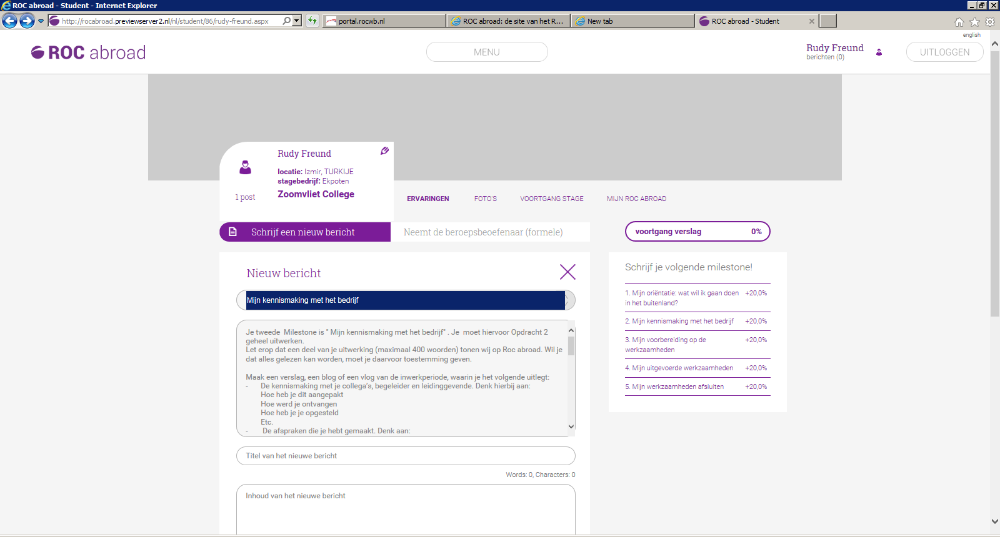 ROC abroad - Student - Internet Explorer
http://rocabroad.previewserver2.nl/nl/student/86/rudy-freund.aspx
portal.rocwb.nl
ROC abroad: de site van het R...
New tab
ROC abroad - Student
english
ROC abroad
MENU
Rudy Freund
berichten (0)
UITLOGGEN
Rudy Freund
locatie: Izmir, TURKIJE
stagebedrijf: Ekpoten
Zoomvliet College
1 post
ERVARINGEN
FOTO'S
VOORTGANG STAGE
MIJN ROC ABROAD
Schrijf een nieuw bericht
Neemt de beroepsbeoefenaar (formele)
voortgang verslag 0%
Nieuw bericht
Mijn kennismaking met het bedrijf
Je tweede  Milestone is " Mijn kennismaking met het bedrijf" . Je  moet hiervoor Opdracht 2
geheel uitwerken.
Let erop dat een deel van je uitwerking (maximaal 400 woorden) tonen wij op Roc abroad. Wil je
dat alles gelezen kan worden, moet je daarvoor toestemming geven.
Maak een verslag, een blog of een vlog van de inwerkperiode, waarin je het volgende uitlegt:
- De kennismaking met je collega's, begeleider en leidinggevende. Denk hierbij aan:
Hoe heb je dit aangepakt
Hoe werd je ontvangen
Hoe heb je je opgesteld
Etc.
- De afspraken die je hebt gemaakt. Denk aan:
Titel van het nieuwe bericht
Words: 0, Characters: 0
Inhoud van het nieuwe bericht
Schrijf je volgende milestone!
1. Mijn oriëntatie: wat wil ik gaan doen +20,0%
in het buitenland?
2. Mijn kennismaking met het bedrijf +20,0%
3. Mijn voorbereiding op de +20,0%
werkzaamheden
4. Mijn uitgevoerde werkzaamheden +20,0%
5. Mijn werkzaamheden afsluiten +20,0%